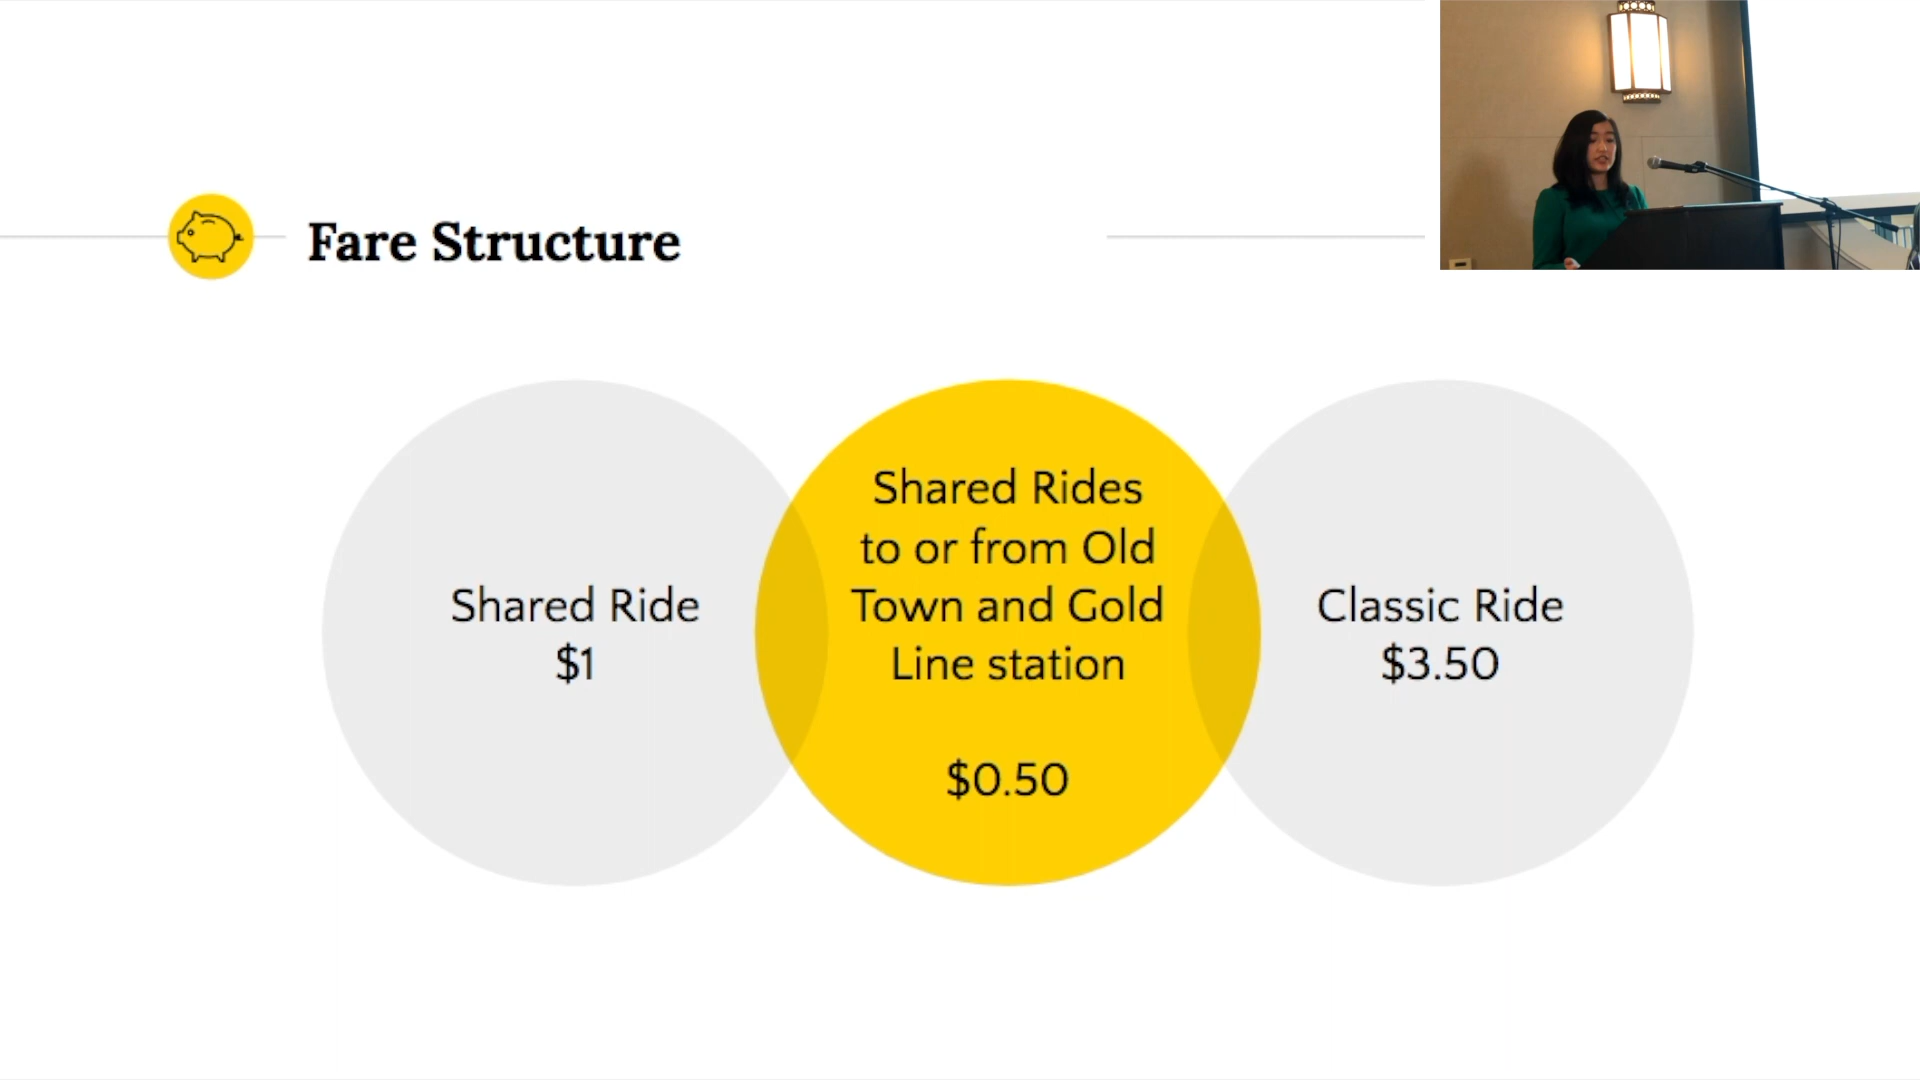 Fare Structure
Shared Ride
$1
Shared Rides
to or from Old
Town and Gold
Line station
$0.50
Classic Ride
$3.50